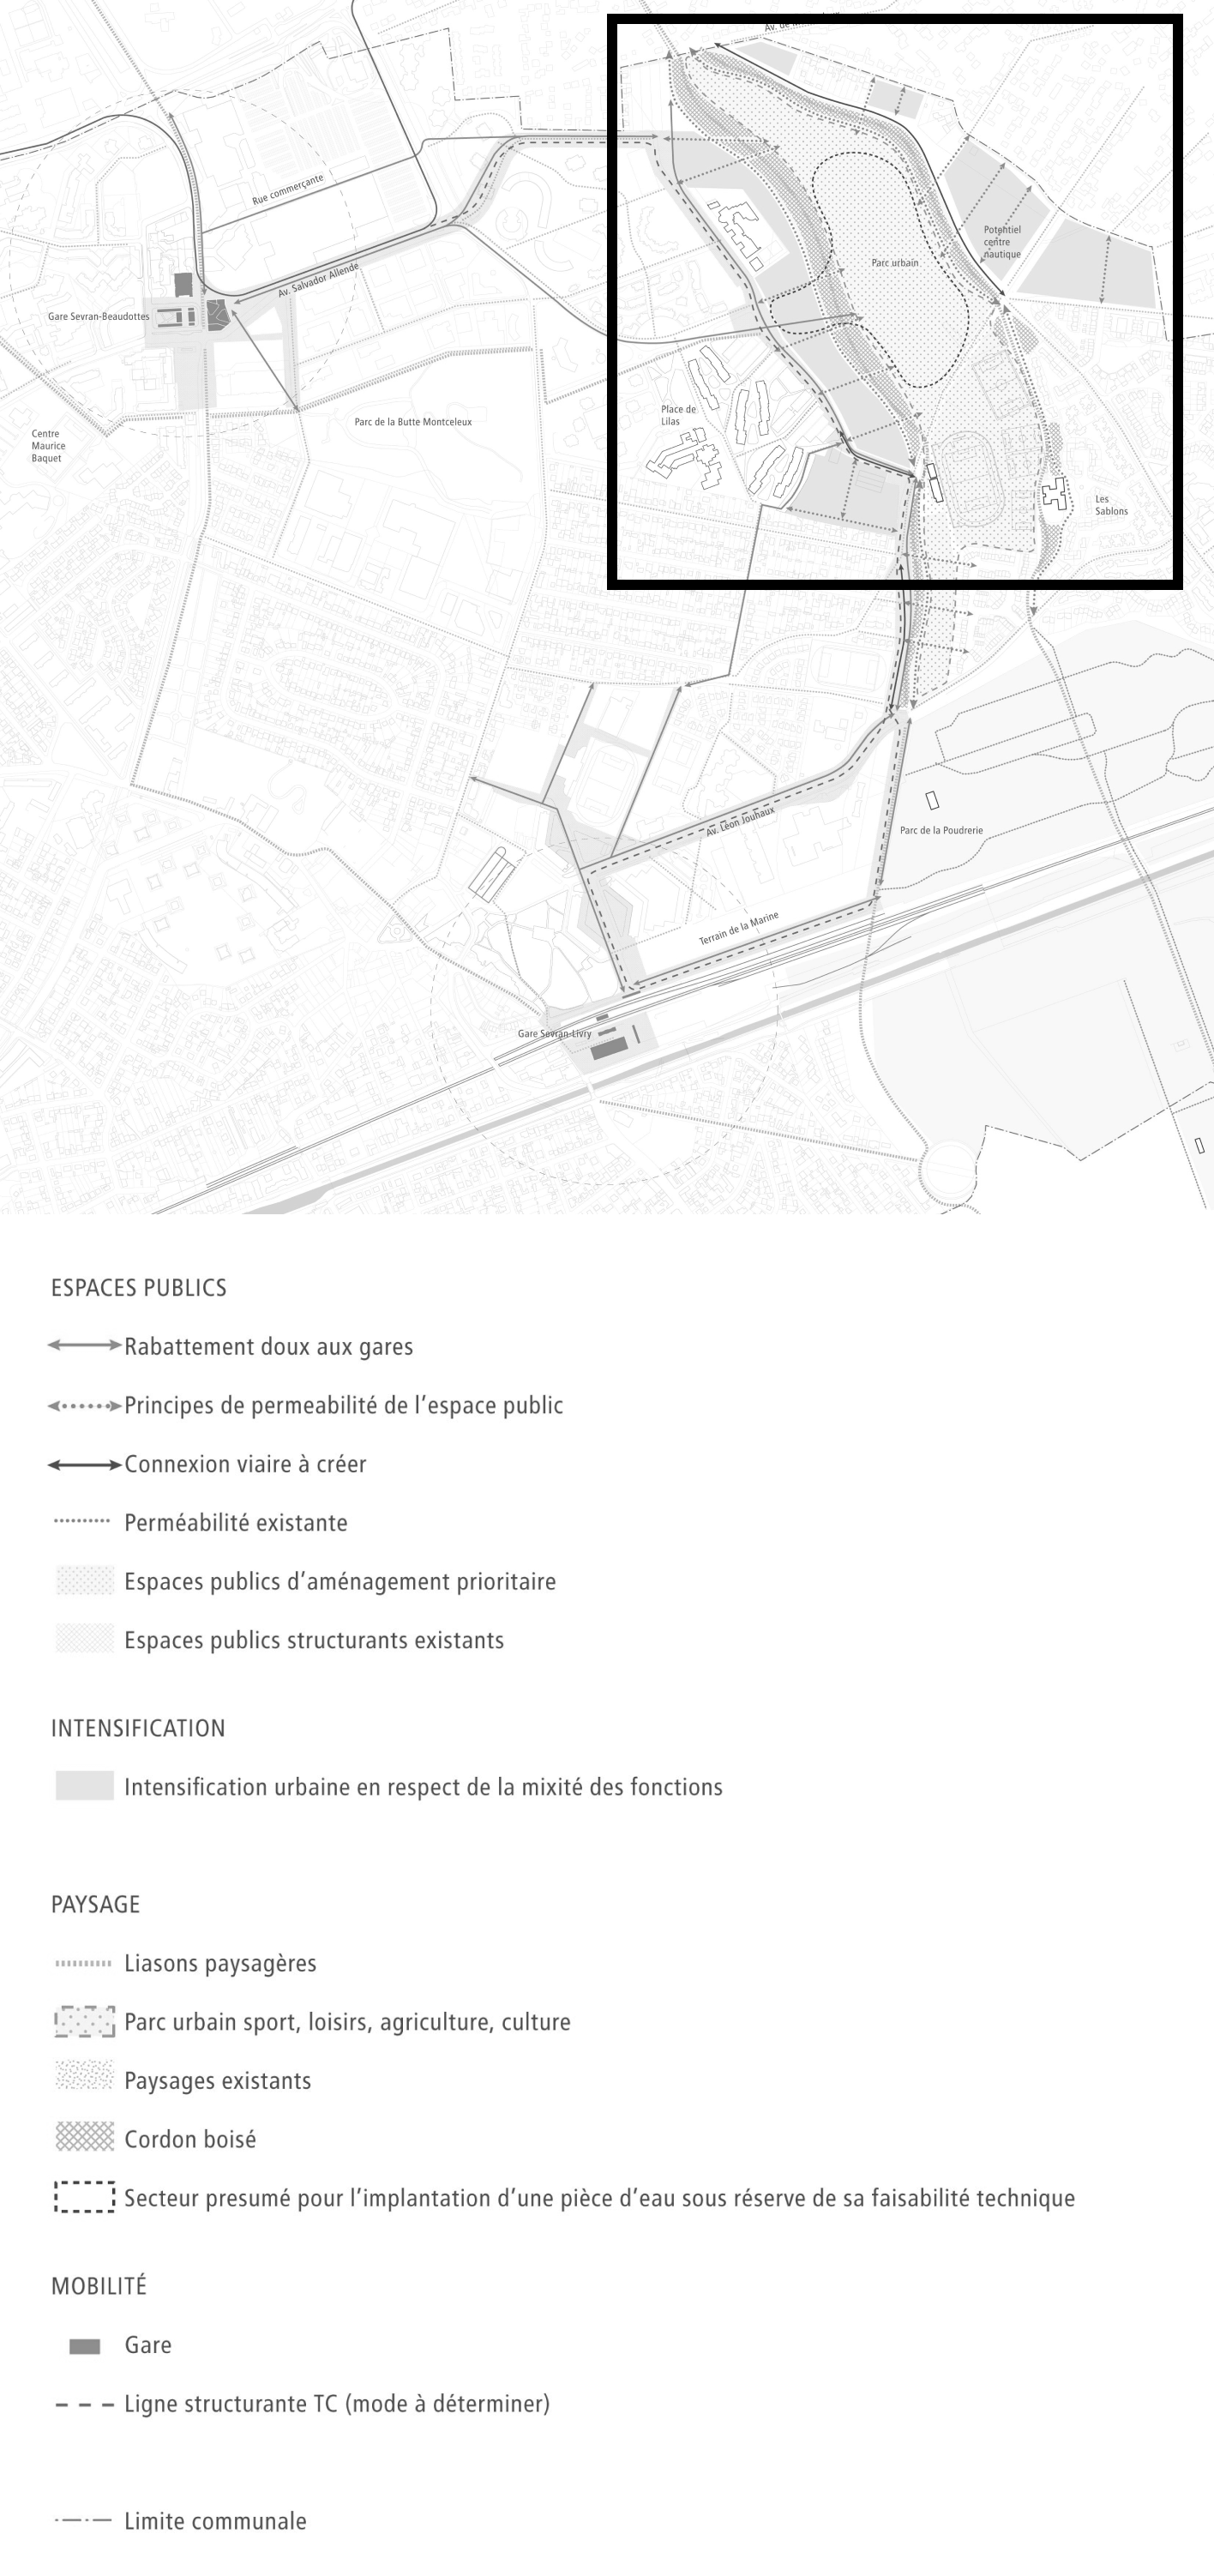 Av. de
Rue commerçante
Potentiel
centre
nautique
Parc urbain
Av. Salvador Allende
Gare Sevran-Beaudottes
Place de
Lilas
Parc de la Butte Montceleux
Centre
Maurice
Baquet
Les
Sablons
Av. Léon Jouhaux
Parc de la Poudrerie
Terrain de la Marine
Gare Sevran-Livry
ESPACES PUBLICS
Rabattement doux aux gares
Principes de permeabilité de l'espace public
Connexion viaire à créer
Perméabilité existante
Espaces publics d'aménagement prioritaire
Espaces publics structurants existants
INTENSIFICATION
Intensification urbaine en respect de la mixité des fonctions
PAYSAGE
Liasons paysagères
Parc urbain sport, loisirs, agriculture, culture
Paysages existants
Cordon boisé
Secteur presumé pour l'implantation d'une pièce d'eau sous réserve de sa faisabilité technique
MOBILITÉ
Gare
Ligne structurante TC (mode à déterminer)
Limite communale